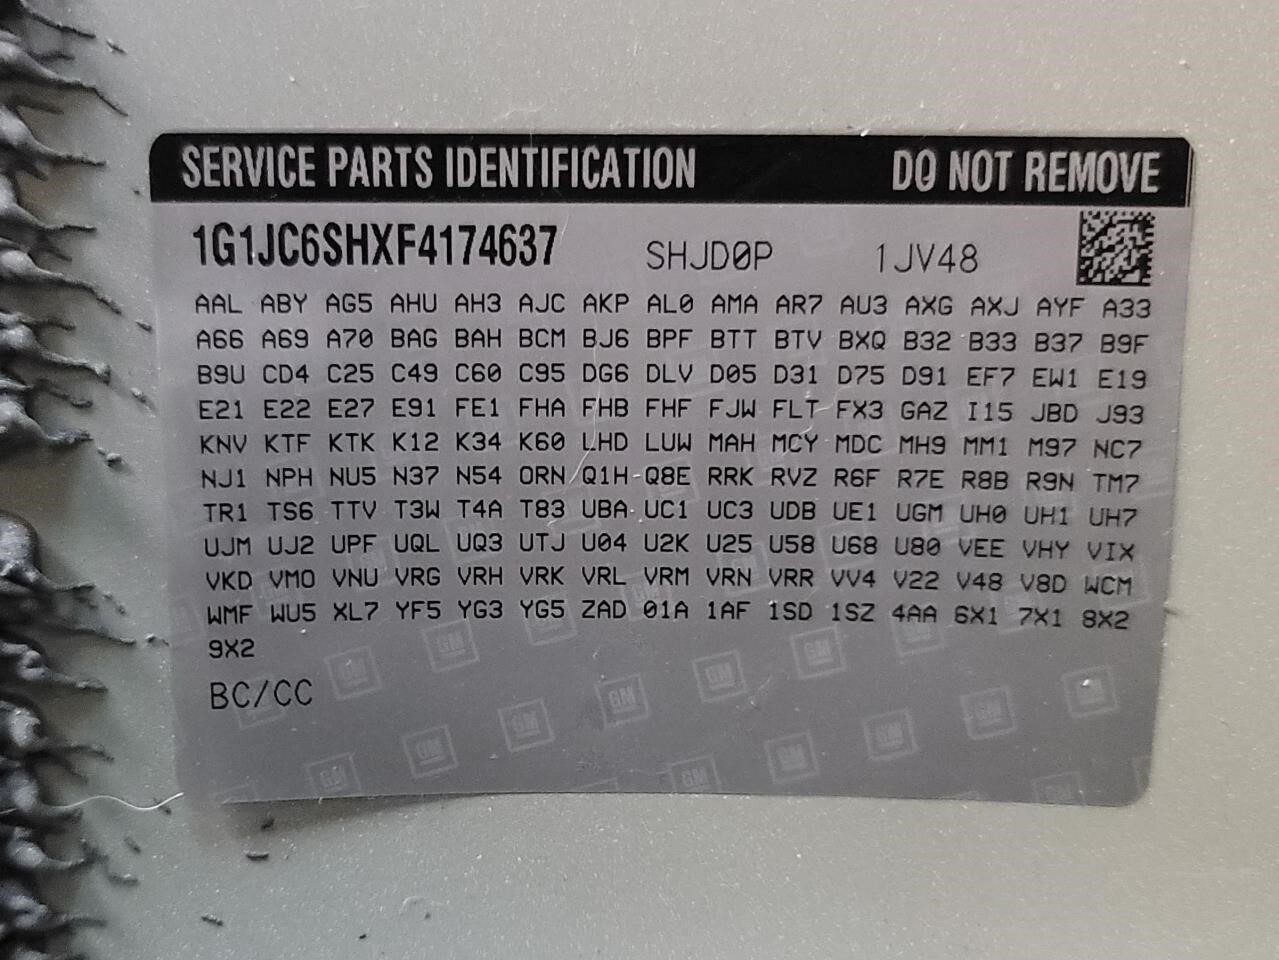 SERVICE PARTS IDENTIFICATION DO NOT REMOVE
1G1JC6SHXF4174637 SHJD0P 1JV48
AAL ABY AG5 AHU AH3 AJC AKP AL0 AMA AR7 AU3 AXG AXJ AYF A33
A66 A69 A70 BAG BAH BCM BJ6 BPF BTT BTV BXQ B32 B33 B37 B9F
B9U CD4 C25 C49 C60 C95 DG6 DLV D05 D31 D75 D91 EF7 EW1 E19
E21 E22 E27 E91 FE1 FHA FHB FHF FJW FLT FX3 GAZ I15 JBD J93
KNV KTF KTK K12 K34 K60 LHD LUW MAH MCY MDC MH9 MM1 M97 NC7
NJ1 NPH NU5 N37 N54 ORN Q1H Q8E RRK RVZ R6F R7E R8B R9N TM7
TR1 TS6 TTV T3W T4A T83 UBA UC1 UC3 UDB UE1 UGM UH0 UH1 UH7
UJM UJ2 UPF UQL UQ3 UTJ U04 U2K U25 U58 U68 U80 VEE VHY VIX
VKD VMO VNU VRG VRH VRK VRL VRM VRN VRR VV4 V22 V48 V8D WCM
WMF WU5 XL7 YF5 YG3 YG5 ZAD 01A 1AF 1SD 1SZ 4AA 6X1 7X1 8X2
9X2
BC/CC